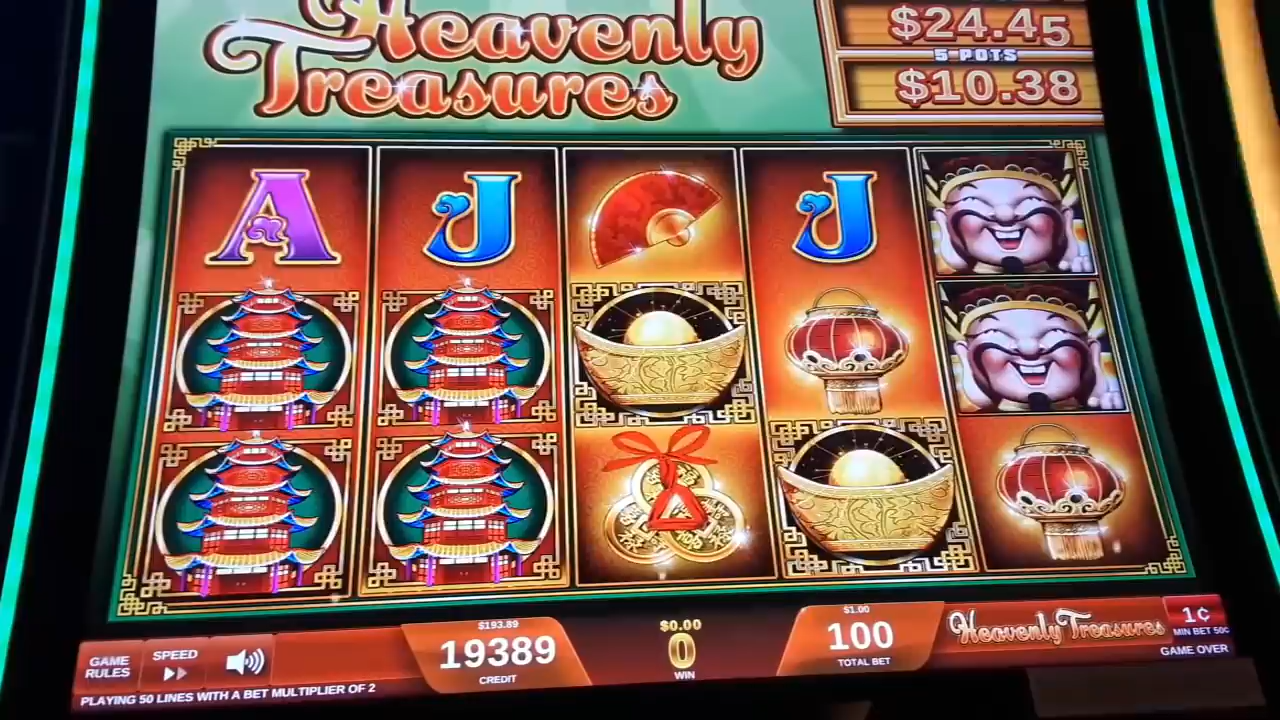 Heavenly
Treasures
$24.45
5 POTS
$10.38
A
J
J
GAME
RULES
SPEED
$193.89
19389
CREDIT
$0.00
0
WIN
$1.00
100
TOTAL BET
Heavenly Treasures
1¢
MIN BET 50¢
GAME OVER
PLAYING 50 LINES WITH A BET MULTIPLIER OF 2